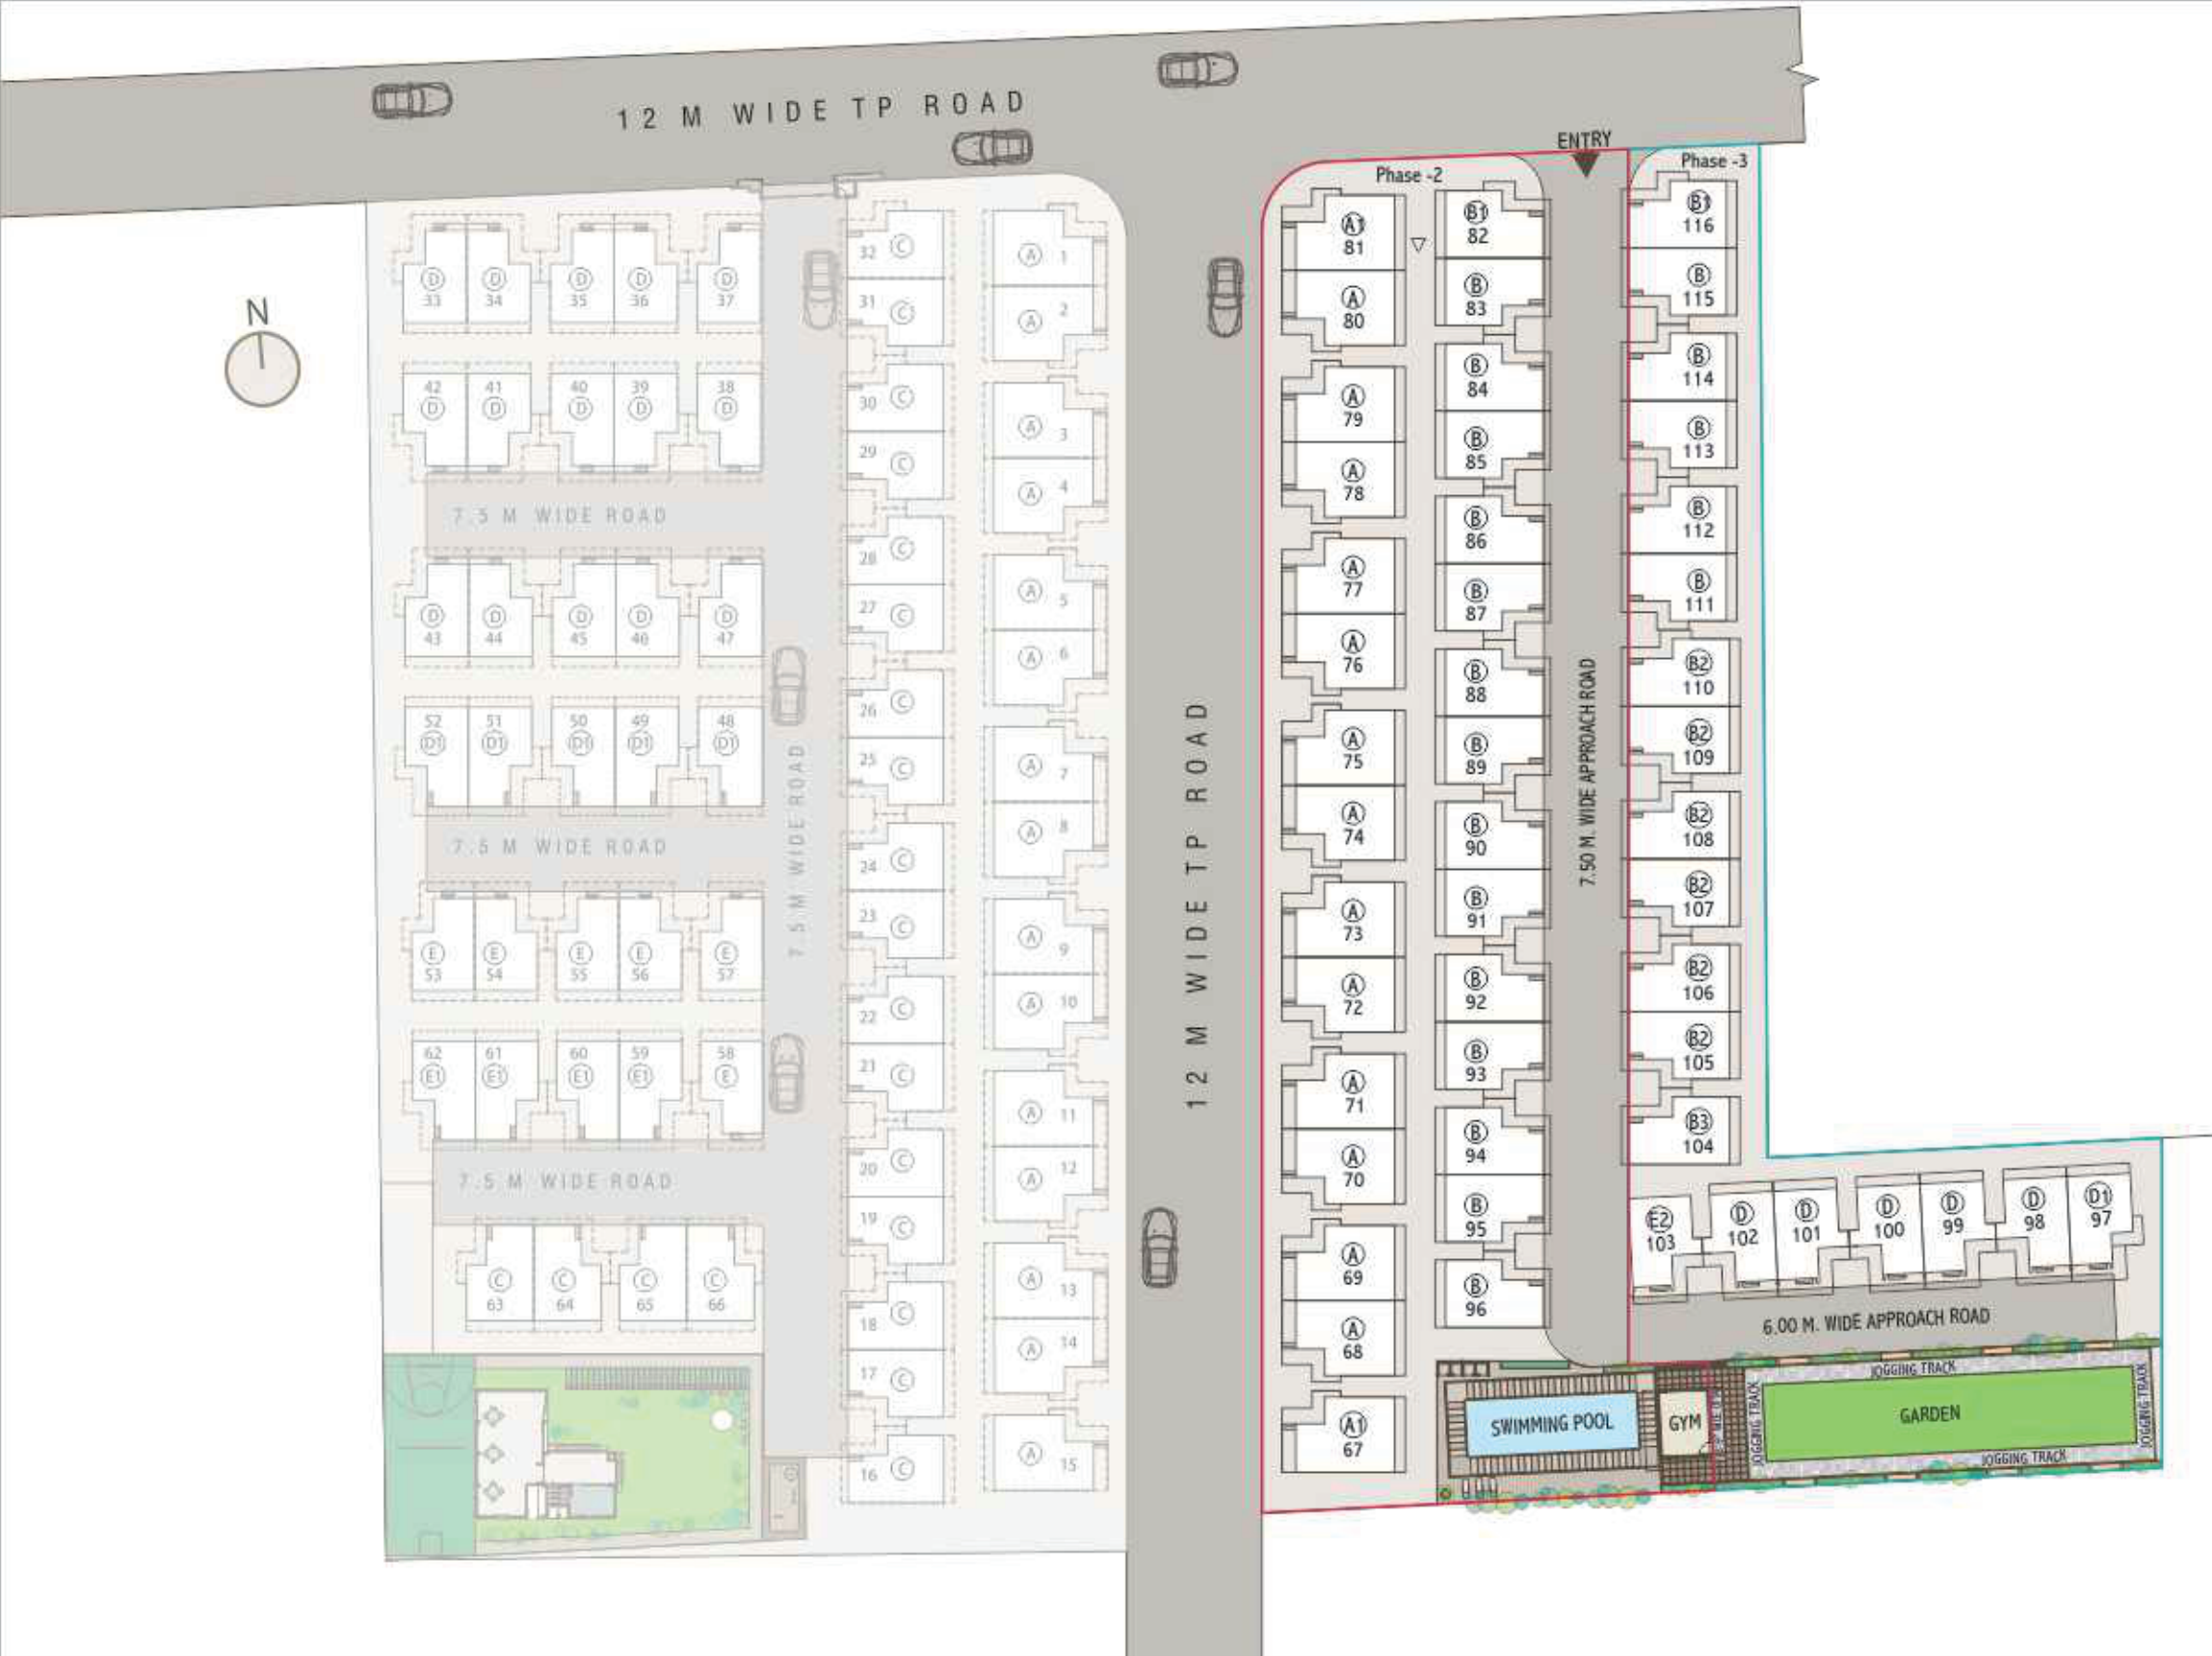 12 M WIDE TP ROAD
ENTRY
Phase -2
Phase -3
N
D 33
D 34
D 35
D 36
D 37
42 D
41 D
40 D
39 D
38 D
7.5 M WIDE ROAD
D 43
D 44
D 45
D 46
D 47
52 D1
51 D1
50 D1
49 D1
48 D1
7.5 M WIDE ROAD
E 53
E 54
E 55
E 56
E 57
62 E1
61 E1
60 E1
59 E1
58 E
7.5 M WIDE ROAD
C 63
C 64
C 65
C 66
7.5 M WIDE ROAD
32 C
31 C
30 C
29 C
28 C
27 C
26 C
25 C
24 C
23 C
22 C
21 C
20 C
19 C
18 C
17 C
16 C
A 1
A 2
A 3
A 4
A 5
A 6
A 7
A 8
A 9
A 10
A 11
A 12
A 13
A 14
A 15
12 M WIDE TP ROAD
A1 81
A 80
A 79
A 78
A 77
A 76
A 75
A 74
A 73
A 72
A 71
A 70
A 69
A 68
A1 67
B1 82
B 83
B 84
B 85
B 86
B 87
B 88
B 89
B 90
B 91
B 92
B 93
B 94
B 95
B 96
7.50 M. WIDE APPROACH ROAD
B1 116
B 115
B 114
B 113
B 112
B 111
B2 110
B2 109
B2 108
B2 107
B2 106
B2 105
B3 104
E2 103
D 102
D 101
D 100
D 99
D 98
D1 97
6.00 M. WIDE APPROACH ROAD
SWIMMING POOL
GYM
JOGGING TRACK
JOGGING TRACK
GARDEN
JOGGING TRACK
JOGGING TRACK